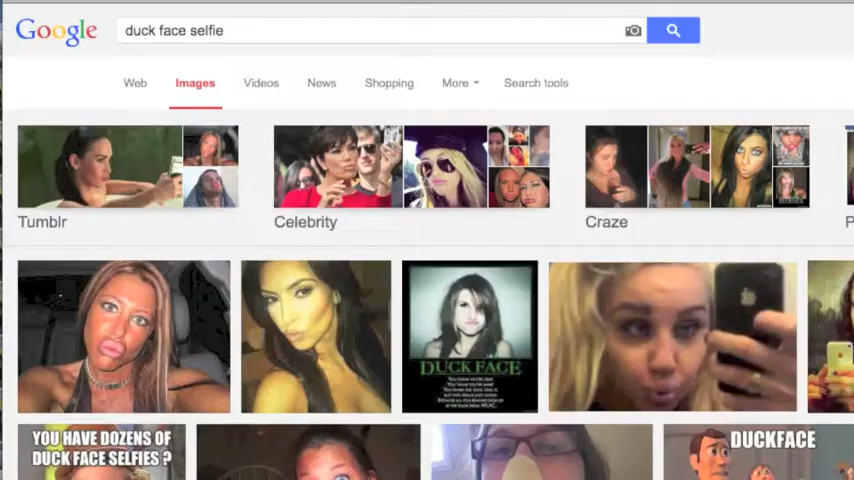 Google duck face selfie
Web Images Videos News Shopping More Search tools
Tumblr Celebrity Craze P
DUCK FACE
YOU HAVE DOZENS OF
DUCK FACE SELFIES ?
DUCKFACE